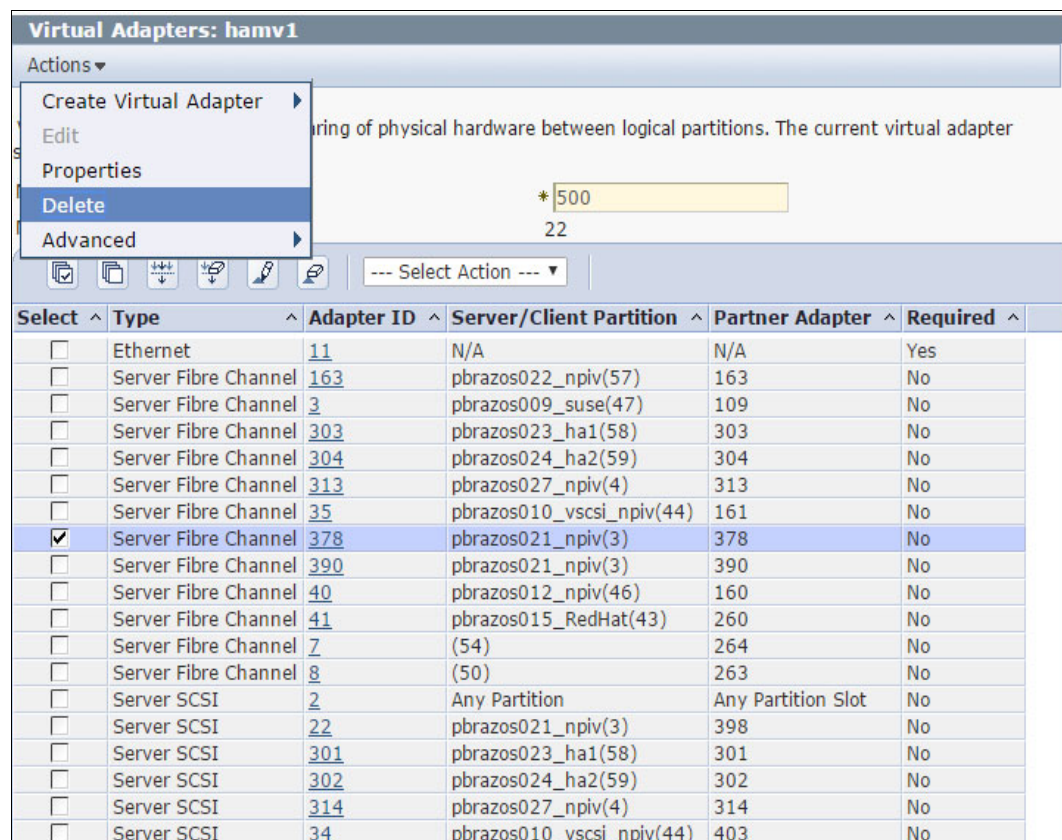 Virtual Adapters: hamv1
Actions
Create Virtual Adapter
Edit
Properties
Delete
Advanced
ring of physical hardware between logical partitions. The current virtual adapter
s
* 500
22
--- Select Action ---
Select Type Adapter ID Server/Client Partition Partner Adapter Required
Ethernet 11 N/A N/A Yes
Server Fibre Channel 163 pbrazos022_npiv(57) 163 No
Server Fibre Channel 3 pbrazos009_suse(47) 109 No
Server Fibre Channel 303 pbrazos023_ha1(58) 303 No
Server Fibre Channel 304 pbrazos024_ha2(59) 304 No
Server Fibre Channel 313 pbrazos027_npiv(4) 313 No
Server Fibre Channel 35 pbrazos010_vscsi_npiv(44) 161 No
Server Fibre Channel 378 pbrazos021_npiv(3) 378 No
Server Fibre Channel 390 pbrazos021_npiv(3) 390 No
Server Fibre Channel 40 pbrazos012_npiv(46) 160 No
Server Fibre Channel 41 pbrazos015_RedHat(43) 260 No
Server Fibre Channel 7 (54) 264 No
Server Fibre Channel 8 (50) 263 No
Server SCSI 2 Any Partition Any Partition Slot No
Server SCSI 22 pbrazos021_npiv(3) 398 No
Server SCSI 301 pbrazos023_ha1(58) 301 No
Server SCSI 302 pbrazos024_ha2(59) 302 No
Server SCSI 314 pbrazos027_npiv(4) 314 No
Server SCSI 34 pbrazos010_vscsi_npiv(44) 403 No